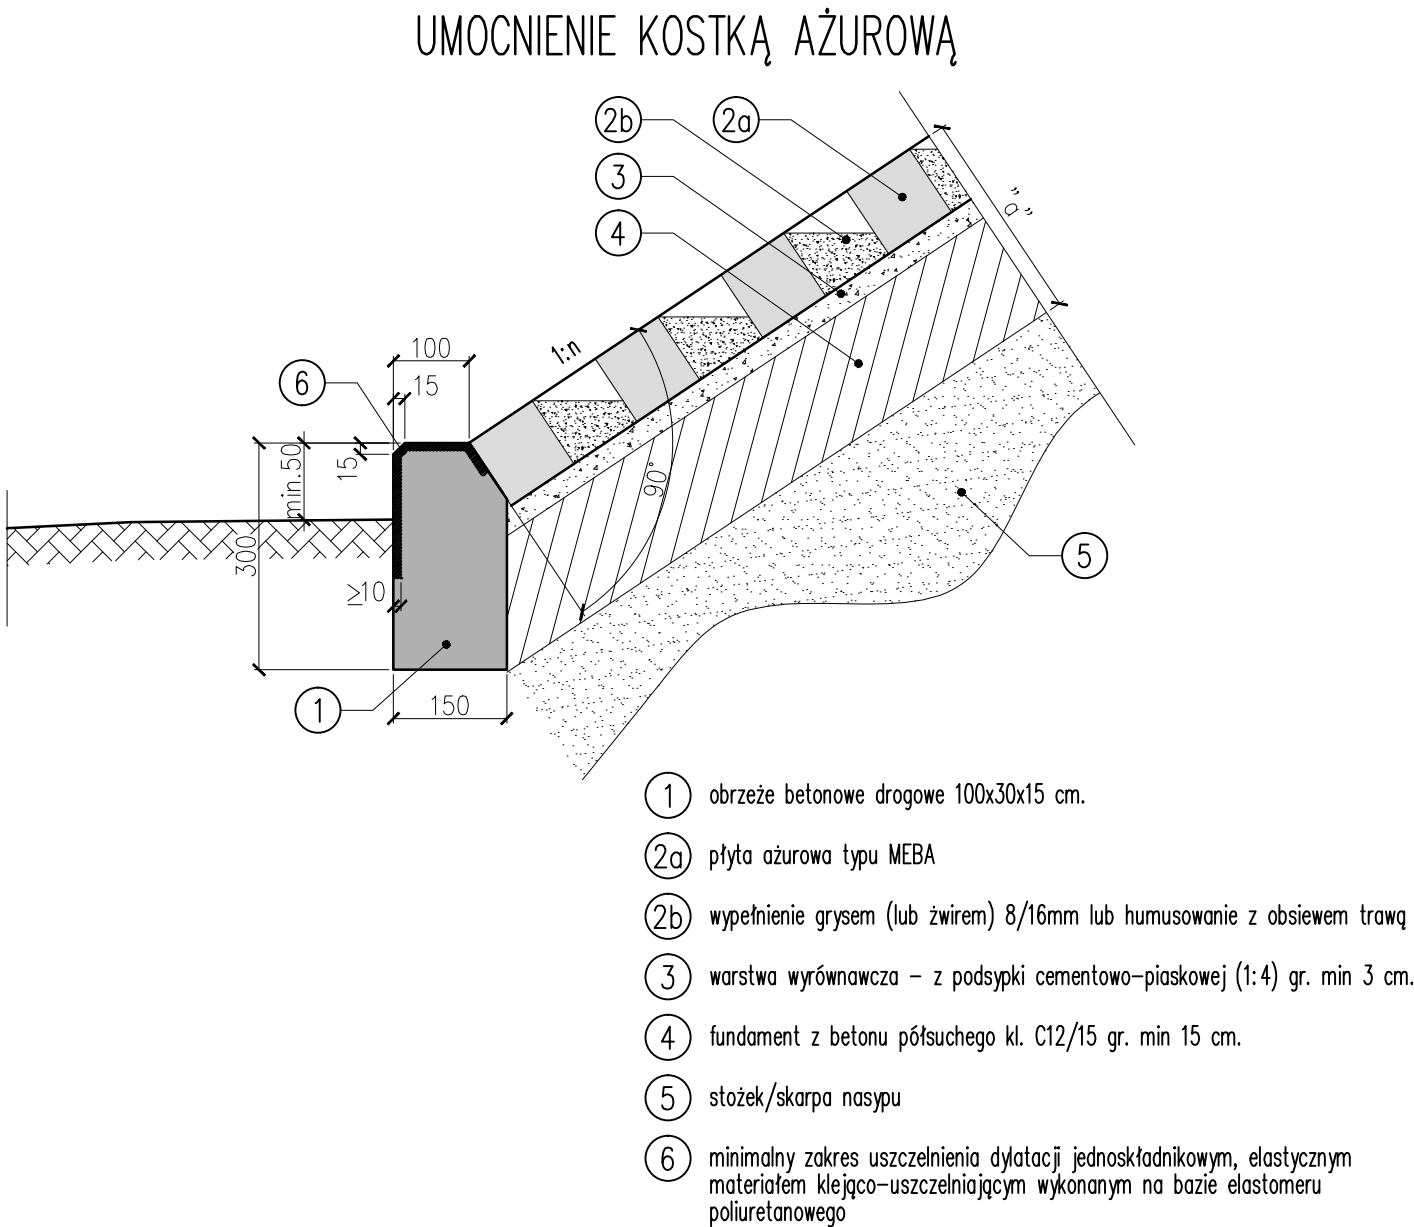 UMOCNIENIE KOSTKĄ AŻUROWĄ
2b
2a
3
4
"a"
1:n
100
6
15
15
min.50
300
90°
≥10
5
1
150
1 obrzeże betonowe drogowe 100x30x15 cm.
2a płyta ażurowa typu MEBA
2b wypełnienie grysem (lub żwirem) 8/16mm lub humusowanie z obsiewem trawą
3 warstwa wyrównawcza – z podsypki cementowo–piaskowej (1:4) gr. min 3 cm.
4 fundament z betonu półsuchego kl. C12/15 gr. min 15 cm.
5 stożek/skarpa nasypu
6 minimalny zakres uszczelnienia dylatacji jednoskładnikowym, elastycznym
materiałem klejąco–uszczelniającym wykonanym na bazie elastomeru
poliuretanowego